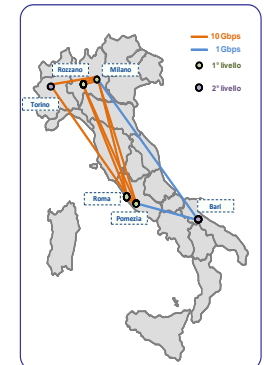 10 Gbps
1 Gbps
1° livello
2° livello
Rozzano
Milano
Torino
Roma
Bari
Pomezia